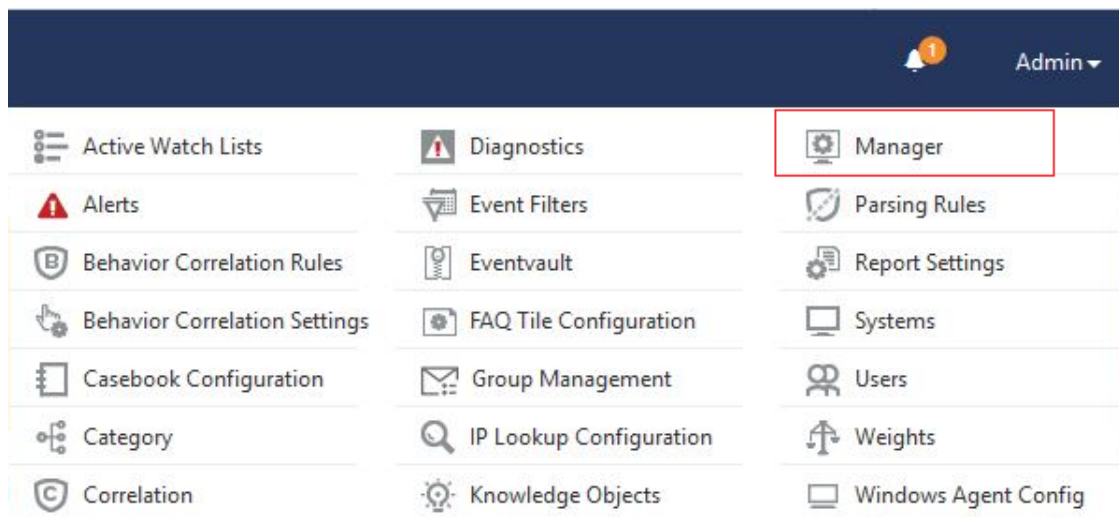 1
Admin
Active Watch Lists
Diagnostics
Manager
Alerts
Event Filters
Parsing Rules
B
Behavior Correlation Rules
Eventvault
Report Settings
Behavior Correlation Settings
FAQ Tile Configuration
Systems
Casebook Configuration
Group Management
Users
Category
IP Lookup Configuration
Weights
C
Correlation
Knowledge Objects
Windows Agent Config